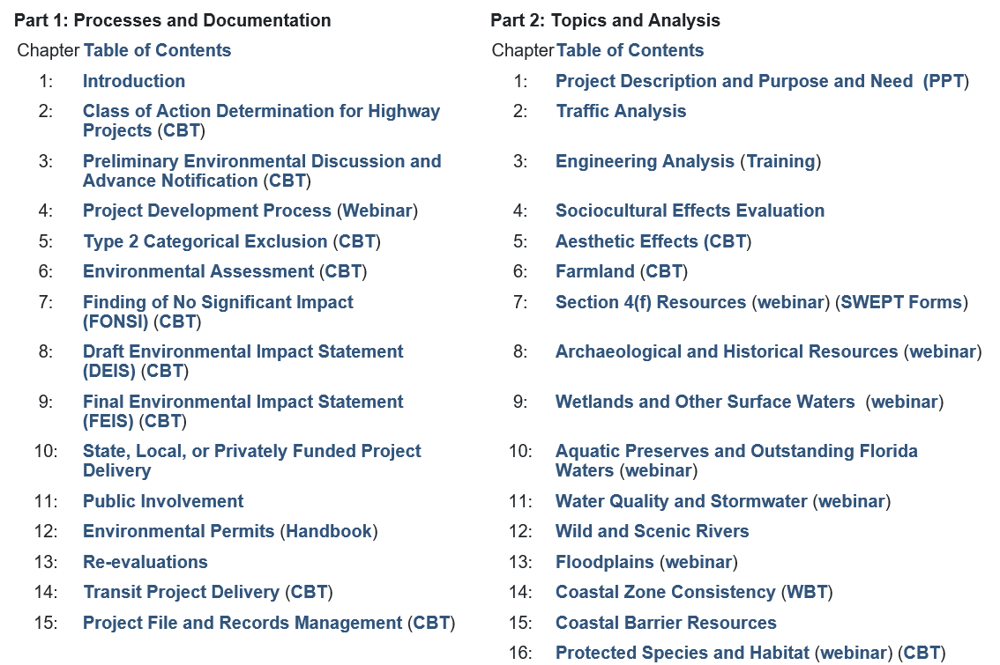 Part 1: Processes and Documentation
Chapter Table of Contents
1: Introduction
2: Class of Action Determination for Highway
Projects (CBT)
3: Preliminary Environmental Discussion and
Advance Notification (CBT)
4: Project Development Process (Webinar)
5: Type 2 Categorical Exclusion (CBT)
6: Environmental Assessment (CBT)
7: Finding of No Significant Impact
(FONSI) (CBT)
8: Draft Environmental Impact Statement
(DEIS) (CBT)
9: Final Environmental Impact Statement
(FEIS) (CBT)
10: State, Local, or Privately Funded Project
Delivery
11: Public Involvement
12: Environmental Permits (Handbook)
13: Re-evaluations
14: Transit Project Delivery (CBT)
15: Project File and Records Management (CBT)
Part 2: Topics and Analysis
Chapter Table of Contents
1: Project Description and Purpose and Need (PPT)
2: Traffic Analysis
3: Engineering Analysis (Training)
4: Sociocultural Effects Evaluation
5: Aesthetic Effects (CBT)
6: Farmland (CBT)
7: Section 4(f) Resources (webinar) (SWEPT Forms)
8: Archaeological and Historical Resources (webinar)
9: Wetlands and Other Surface Waters (webinar)
10: Aquatic Preserves and Outstanding Florida
Waters (webinar)
11: Water Quality and Stormwater (webinar)
12: Wild and Scenic Rivers
13: Floodplains (webinar)
14: Coastal Zone Consistency (WBT)
15: Coastal Barrier Resources
16: Protected Species and Habitat (webinar) (CBT)